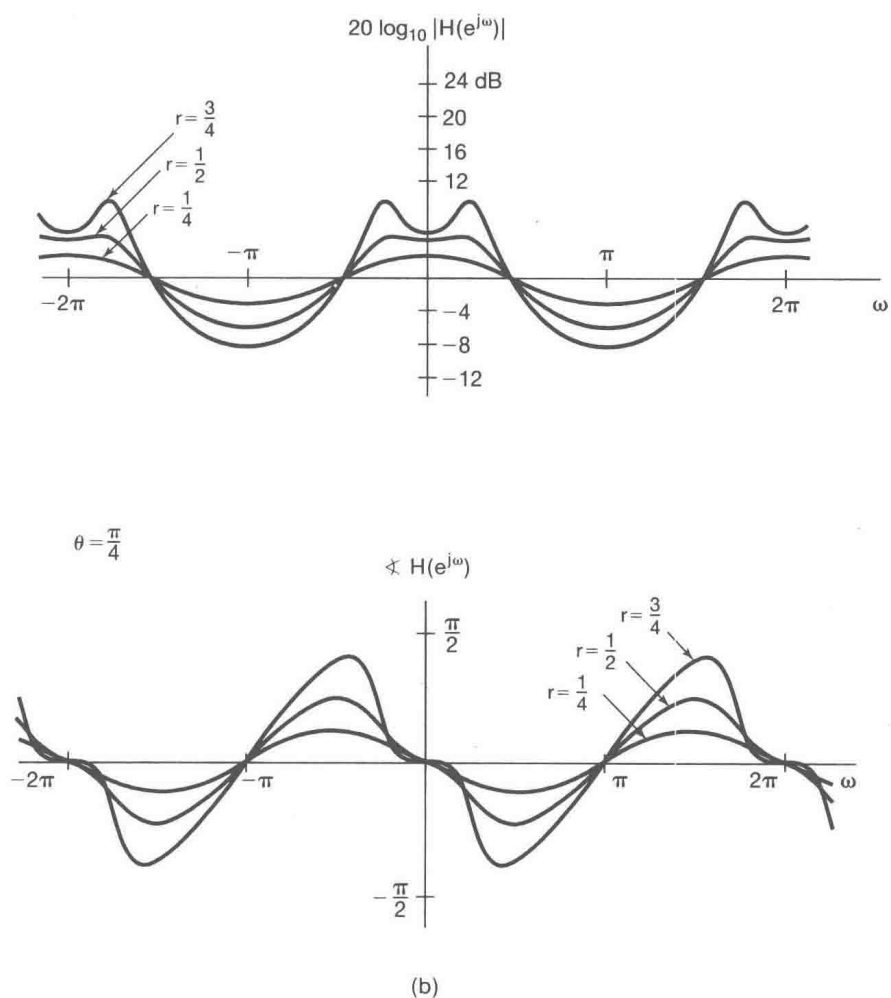 20 log₁₀ |H(e^{jω})|
24 dB
20
16
12
r = 3/4
r = 1/2
r = 1/4
−2π
−π
π
2π
ω
−4
−8
−12
θ = π/4
∢ H(e^{jω})
π/2
r = 3/4
r = 1/2
r = 1/4
−2π
−π
π
2π
ω
−π/2
(b)